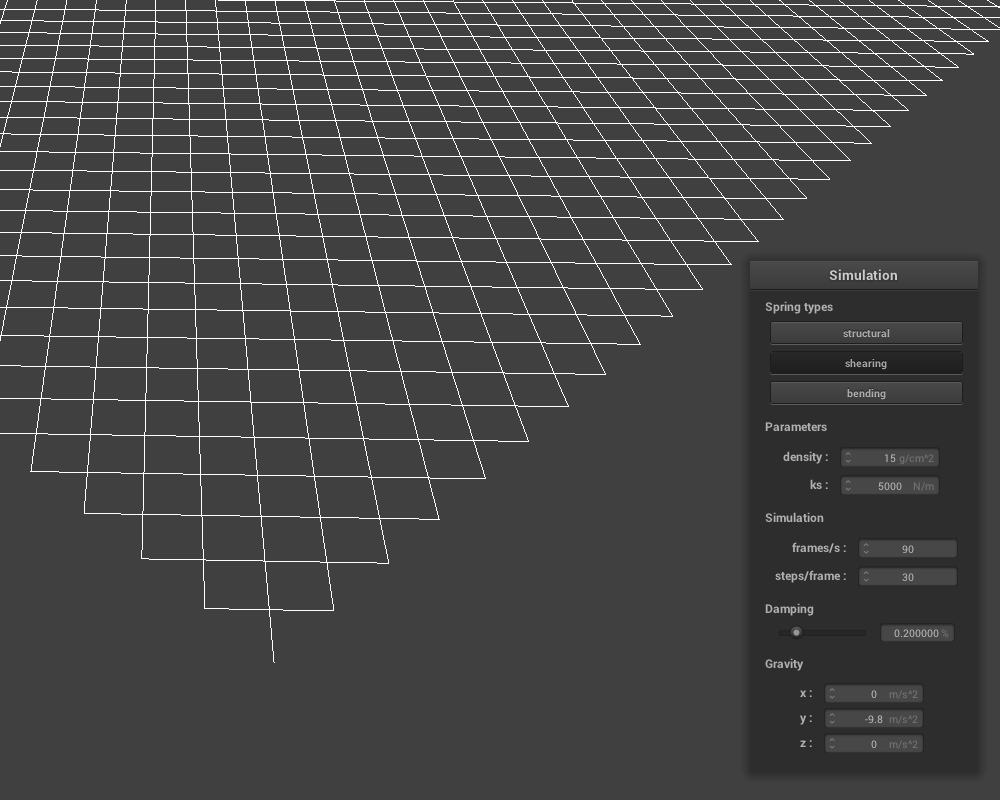 Simulation
Spring types
structural
shearing
bending
Parameters
density : 15 g/cm^2
ks : 5000 N/m
Simulation
frames/s : 90
steps/frame : 30
Damping
0.200000 %
Gravity
x : 0 m/s^2
y : -9.8 m/s^2
z : 0 m/s^2